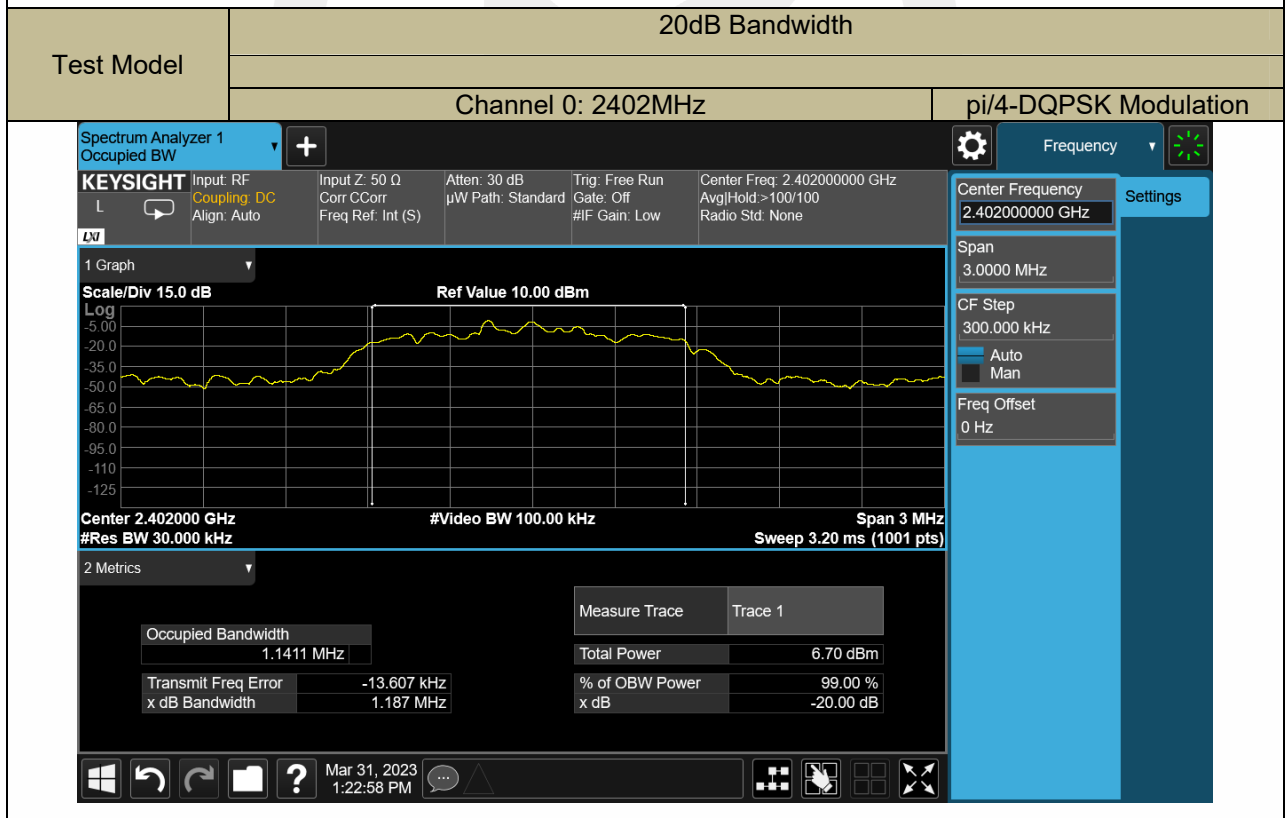 20dB Bandwidth
Test Model
Channel 0: 2402MHz
pi/4-DQPSK Modulation
Spectrum Analyzer 1
Occupied BW
Frequency
KEYSIGHT
L
LXI
Input: RF
Coupling: DC
Align: Auto
Input Z: 50 Ω
Corr CCorr
Freq Ref: Int (S)
Atten: 30 dB
µW Path: Standard
Trig: Free Run
Gate: Off
#IF Gain: Low
Center Freq: 2.402000000 GHz
Avg|Hold:>100/100
Radio Std: None
Center Frequency
2.402000000 GHz
Settings
Span
3.0000 MHz
CF Step
300.000 kHz
Auto
Man
Freq Offset
0 Hz
1 Graph
Scale/Div 15.0 dB
Ref Value 10.00 dBm
Log
-5.00
-20.0
-35.0
-50.0
-65.0
-80.0
-95.0
-110
-125
Center 2.402000 GHz
#Video BW 100.00 kHz
Span 3 MHz
#Res BW 30.000 kHz
Sweep 3.20 ms (1001 pts)
2 Metrics
Measure Trace Trace 1
Occupied Bandwidth
1.1411 MHz
Total Power 6.70 dBm
Transmit Freq Error -13.607 kHz
% of OBW Power 99.00 %
x dB Bandwidth 1.187 MHz
x dB -20.00 dB
?
Mar 31, 2023
1:22:58 PM